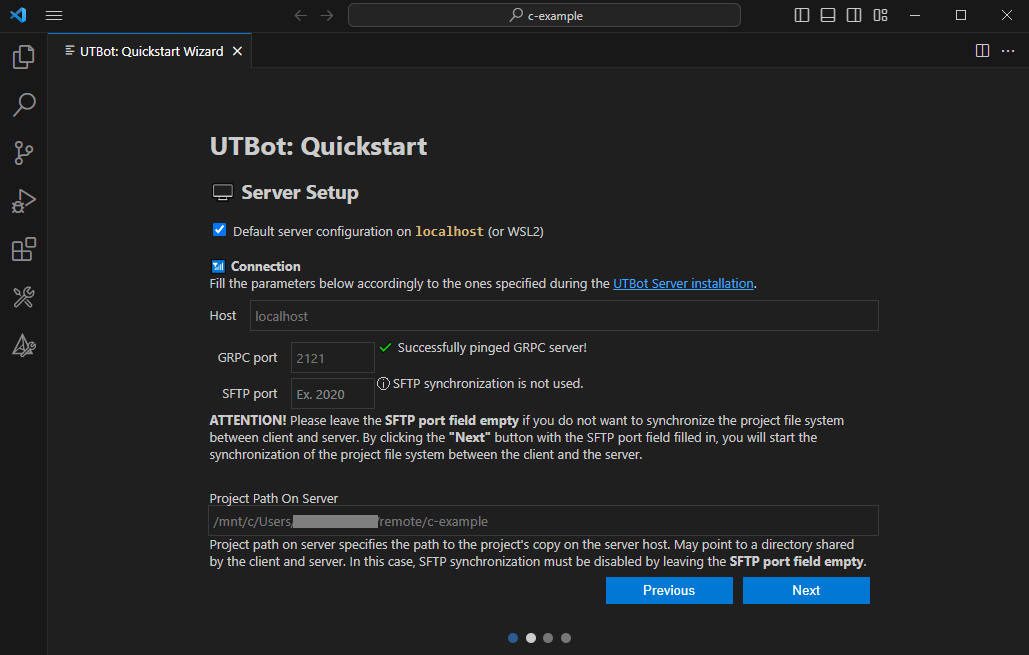 c-example
UTBot: Quickstart Wizard
UTBot: Quickstart
Server Setup
Default server configuration on localhost (or WSL2)
Connection
Fill the parameters below accordingly to the ones specified during the UTBot Server installation.
Host localhost
GRPC port 2121 Successfully pinged GRPC server!
SFTP port Ex. 2020 SFTP synchronization is not used.
ATTENTION! Please leave the SFTP port field empty if you do not want to synchronize the project file system
between client and server. By clicking the "Next" button with the SFTP port field filled in, you will start the
synchronization of the project file system between the client and the server.
Project Path On Server
/mnt/c/Users/ /remote/c-example
Project path on server specifies the path to the project's copy on the server host. May point to a directory shared
by the client and server. In this case, SFTP synchronization must be disabled by leaving the SFTP port field empty.
Previous Next